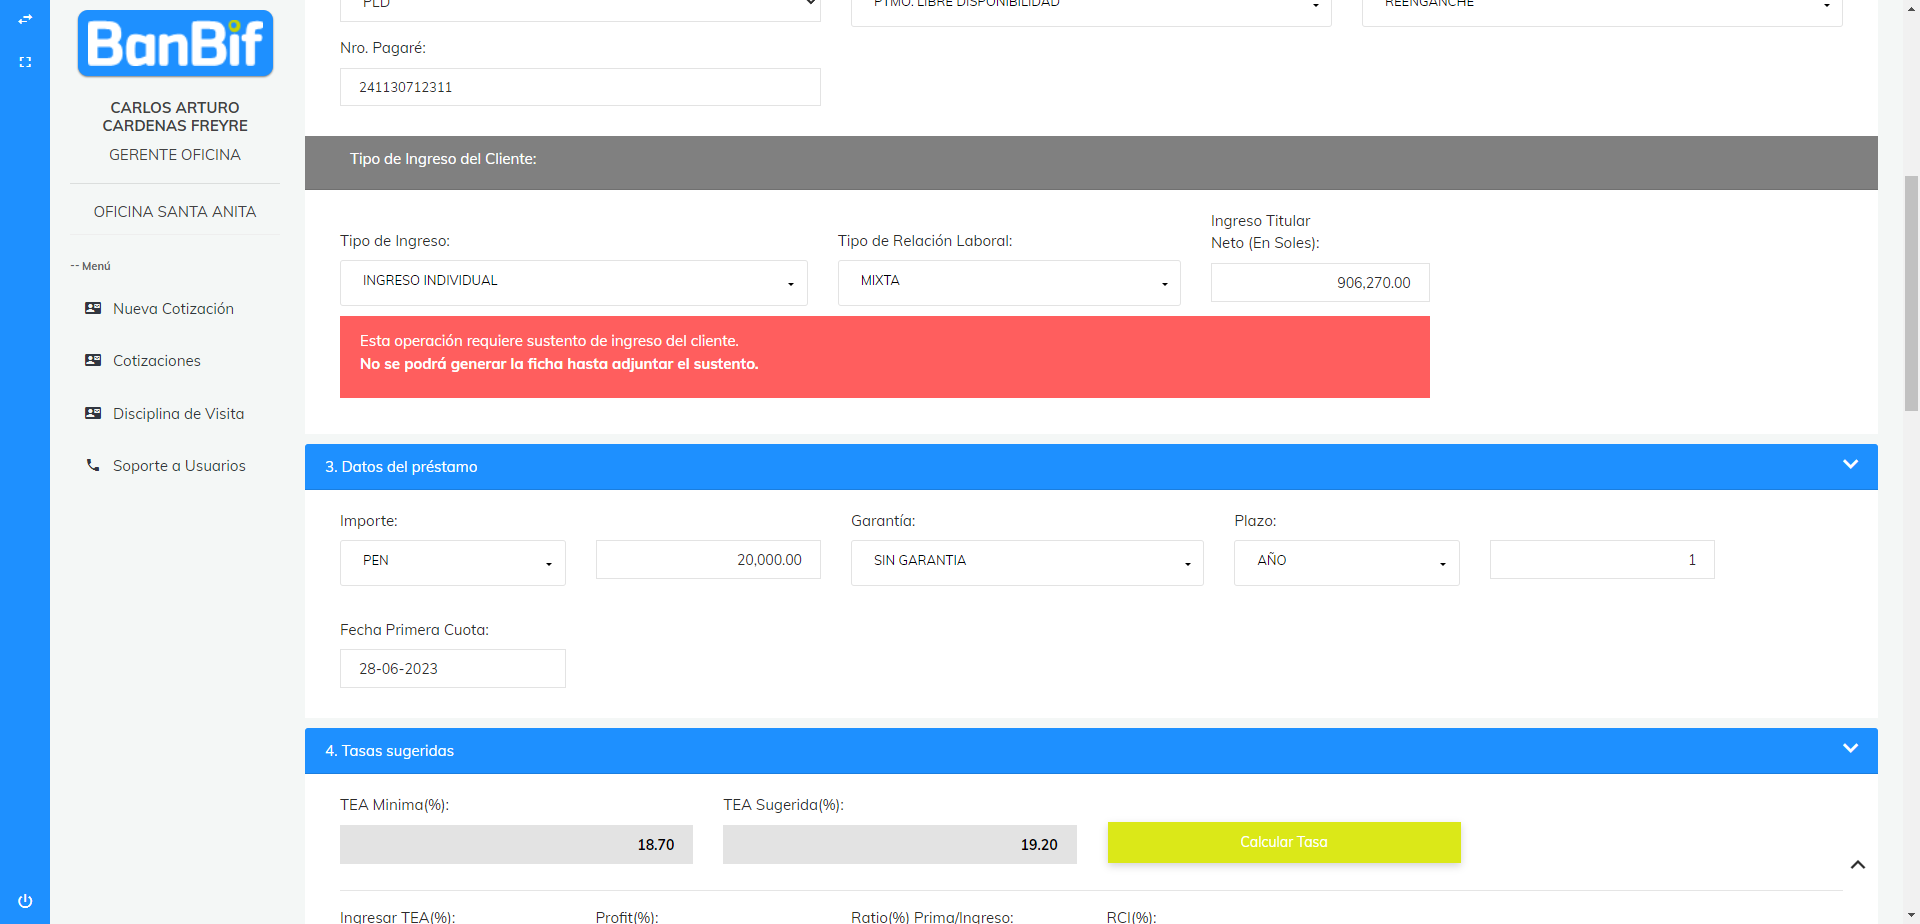 BanBif
CARLOS ARTURO
CARDENAS FREYRE
GERENTE OFICINA
OFICINA SANTA ANITA
-- Menú
Nueva Cotización
Cotizaciones
Disciplina de Visita
Soporte a Usuarios
PLD
PTMO. LIBRE DISPONIBILIDAD
REENGANCHE
Nro. Pagaré:
241130712311
Tipo de Ingreso del Cliente:
Tipo de Ingreso:
INGRESO INDIVIDUAL
Tipo de Relación Laboral:
MIXTA
Ingreso Titular
Neto (En Soles):
906,270.00
Esta operación requiere sustento de ingreso del cliente.
No se podrá generar la ficha hasta adjuntar el sustento.
3. Datos del préstamo
Importe:
PEN
20,000.00
Garantía:
SIN GARANTIA
Plazo:
AÑO
1
Fecha Primera Cuota:
28-06-2023
4. Tasas sugeridas
TEA Minima(%):
18.70
TEA Sugerida(%):
19.20
Calcular Tasa
Ingresar TEA(%):
Profit(%):
Ratio(%) Prima/Ingreso:
RCI(%):